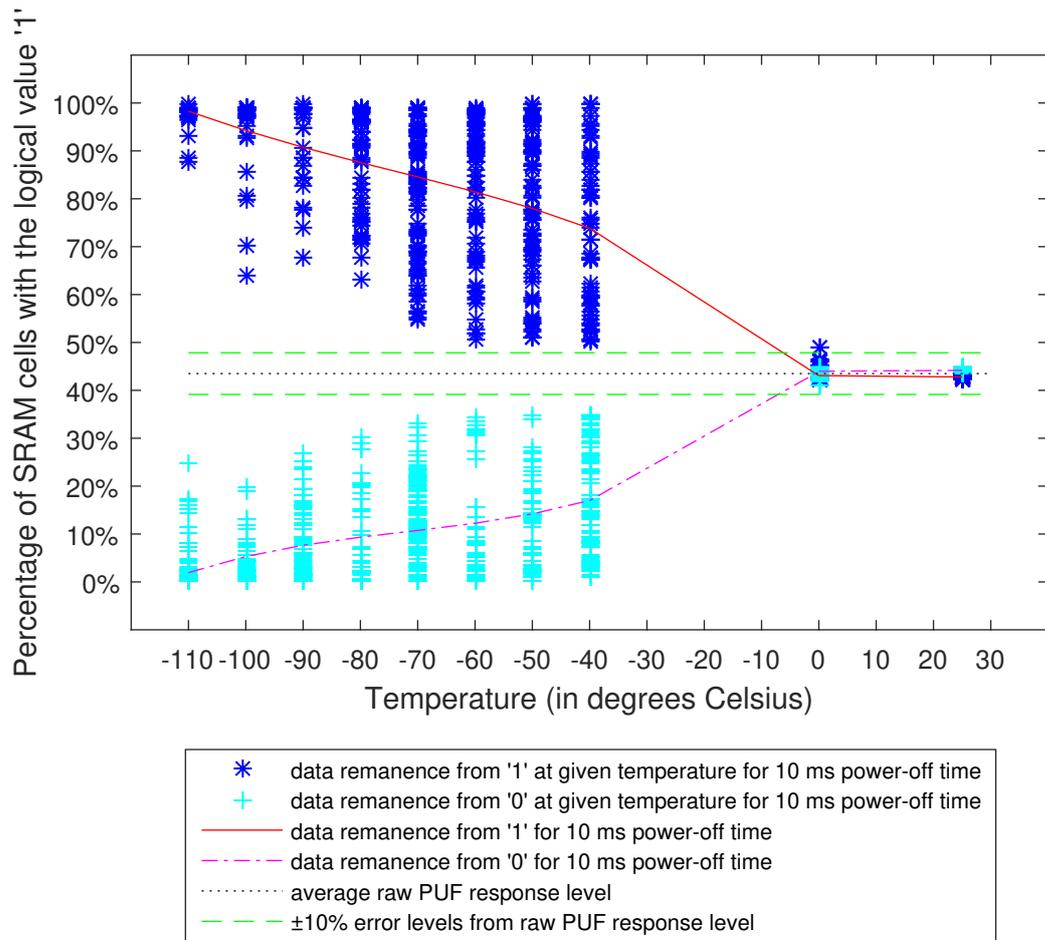 Percentage of SRAM cells with the logical value '1'
100%
90%
80%
70%
60%
50%
40%
30%
20%
10%
0%
-110 -100 -90 -80 -70 -60 -50 -40 -30 -20 -10 0 10 20 30
Temperature (in degrees Celsius)
data remanence from '1' at given temperature for 10 ms power-off time
data remanence from '0' at given temperature for 10 ms power-off time
data remanence from '1' for 10 ms power-off time
data remanence from '0' for 10 ms power-off time
average raw PUF response level
±10% error levels from raw PUF response level